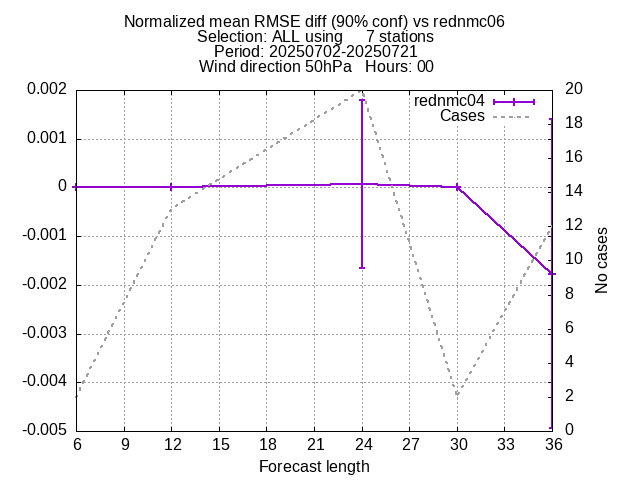 Normalized mean RMSE diff (90% conf) vs rednmc06
Selection: ALL using      7 stations
Period: 20250702-20250721
Wind direction 50hPa   Hours: 00
rednmc04
Cases
0.002
0.001
0
-0.001
-0.002
-0.003
-0.004
-0.005
20
18
16
14
12
10
8
6
4
2
0
No cases
6 9 12 15 18 21 24 27 30 33 36
Forecast length